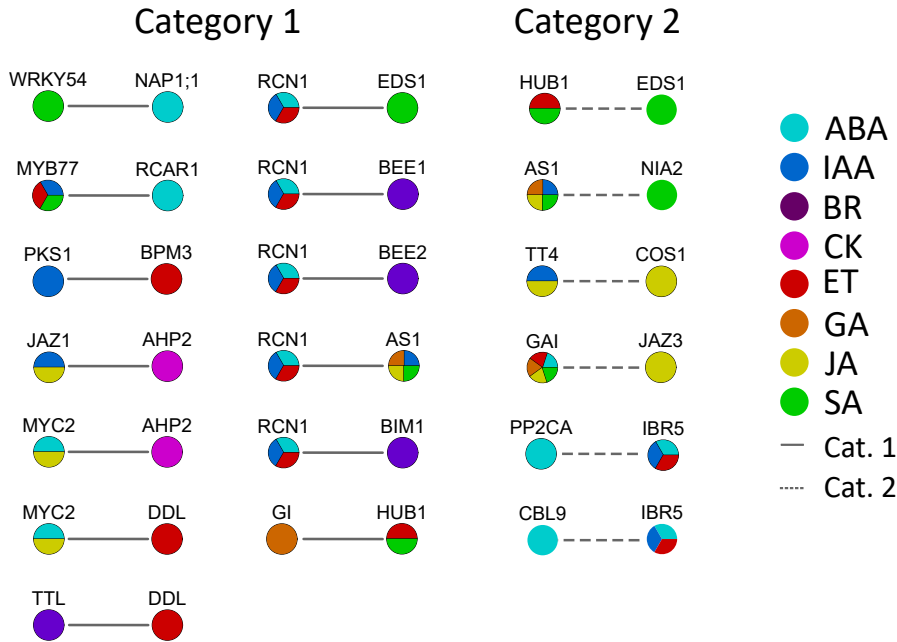 Category 1
Category 2
WRKY54 NAP1;1 RCN1 EDS1 HUB1 EDS1
MYB77 RCAR1 RCN1 BEE1 AS1 NIA2
PKS1 BPM3 RCN1 BEE2 TT4 COS1
JAZ1 AHP2 RCN1 AS1 GAI JAZ3
MYC2 AHP2 RCN1 BIM1 PP2CA IBR5
MYC2 DDL GI HUB1 CBL9 IBR5
TTL DDL
ABA
IAA
BR
CK
ET
GA
JA
SA
Cat. 1
Cat. 2